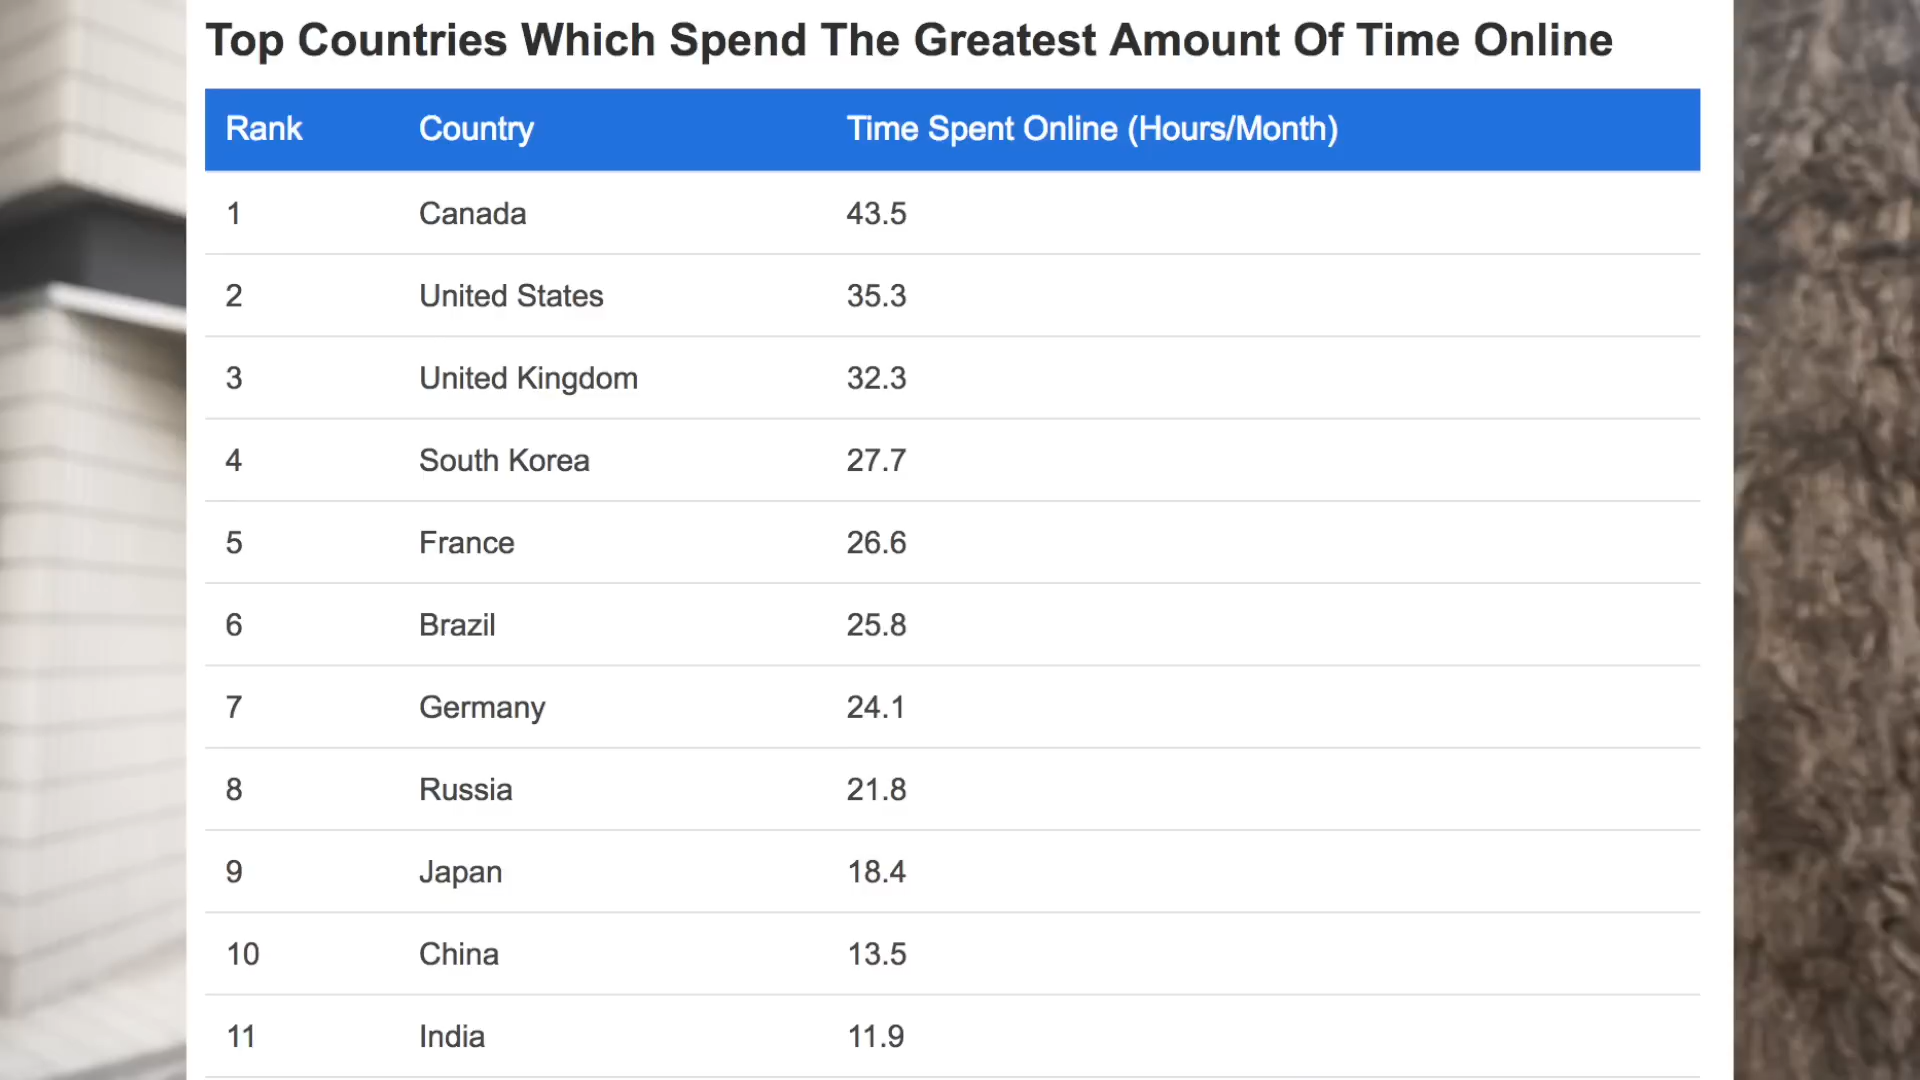 Top Countries Which Spend The Greatest Amount Of Time Online
Rank Country Time Spent Online (Hours/Month)
1 Canada 43.5
2 United States 35.3
3 United Kingdom 32.3
4 South Korea 27.7
5 France 26.6
6 Brazil 25.8
7 Germany 24.1
8 Russia 21.8
9 Japan 18.4
10 China 13.5
11 India 11.9